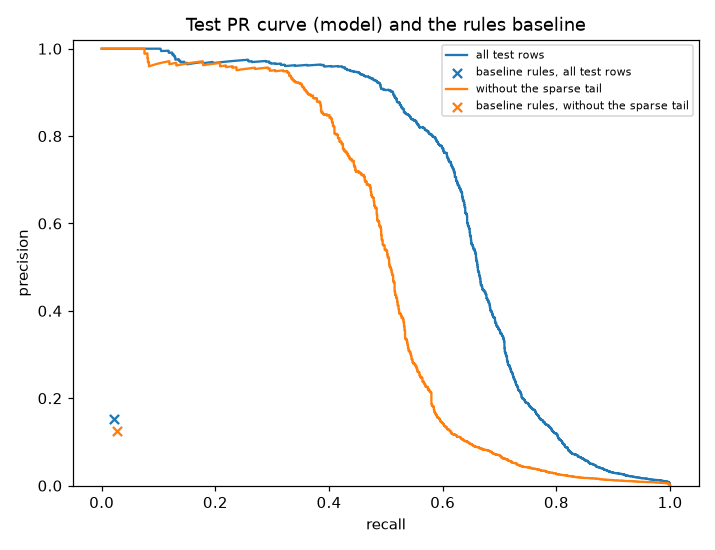 Test PR curve (model) and the rules baseline
all test rows
baseline rules, all test rows
without the sparse tail
baseline rules, without the sparse tail
1.0
0.8
0.6
0.4
0.2
0.0
precision
0.0 0.2 0.4 0.6 0.8 1.0
recall